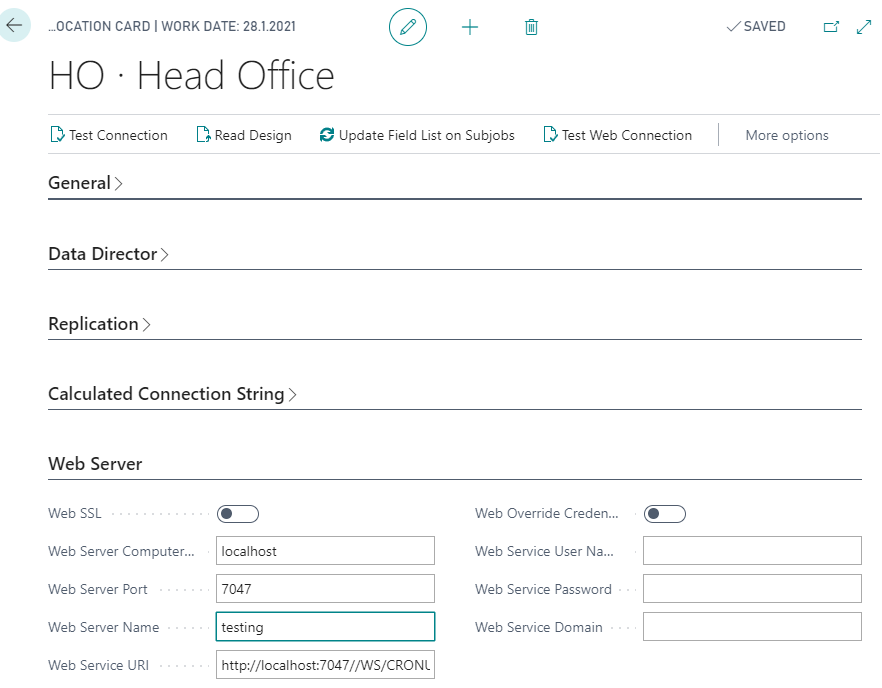 ...OCATION CARD | WORK DATE: 28.1.2021
SAVED
HO · Head Office
Test Connection Read Design Update Field List on Subjobs Test Web Connection More options
General
Data Director
Replication
Calculated Connection String
Web Server
Web SSL Web Override Creden...
Web Server Computer... localhost Web Service User Na...
Web Server Port 7047 Web Service Password
Web Server Name testing Web Service Domain
Web Service URI http://localhost:7047//WS/CRONU